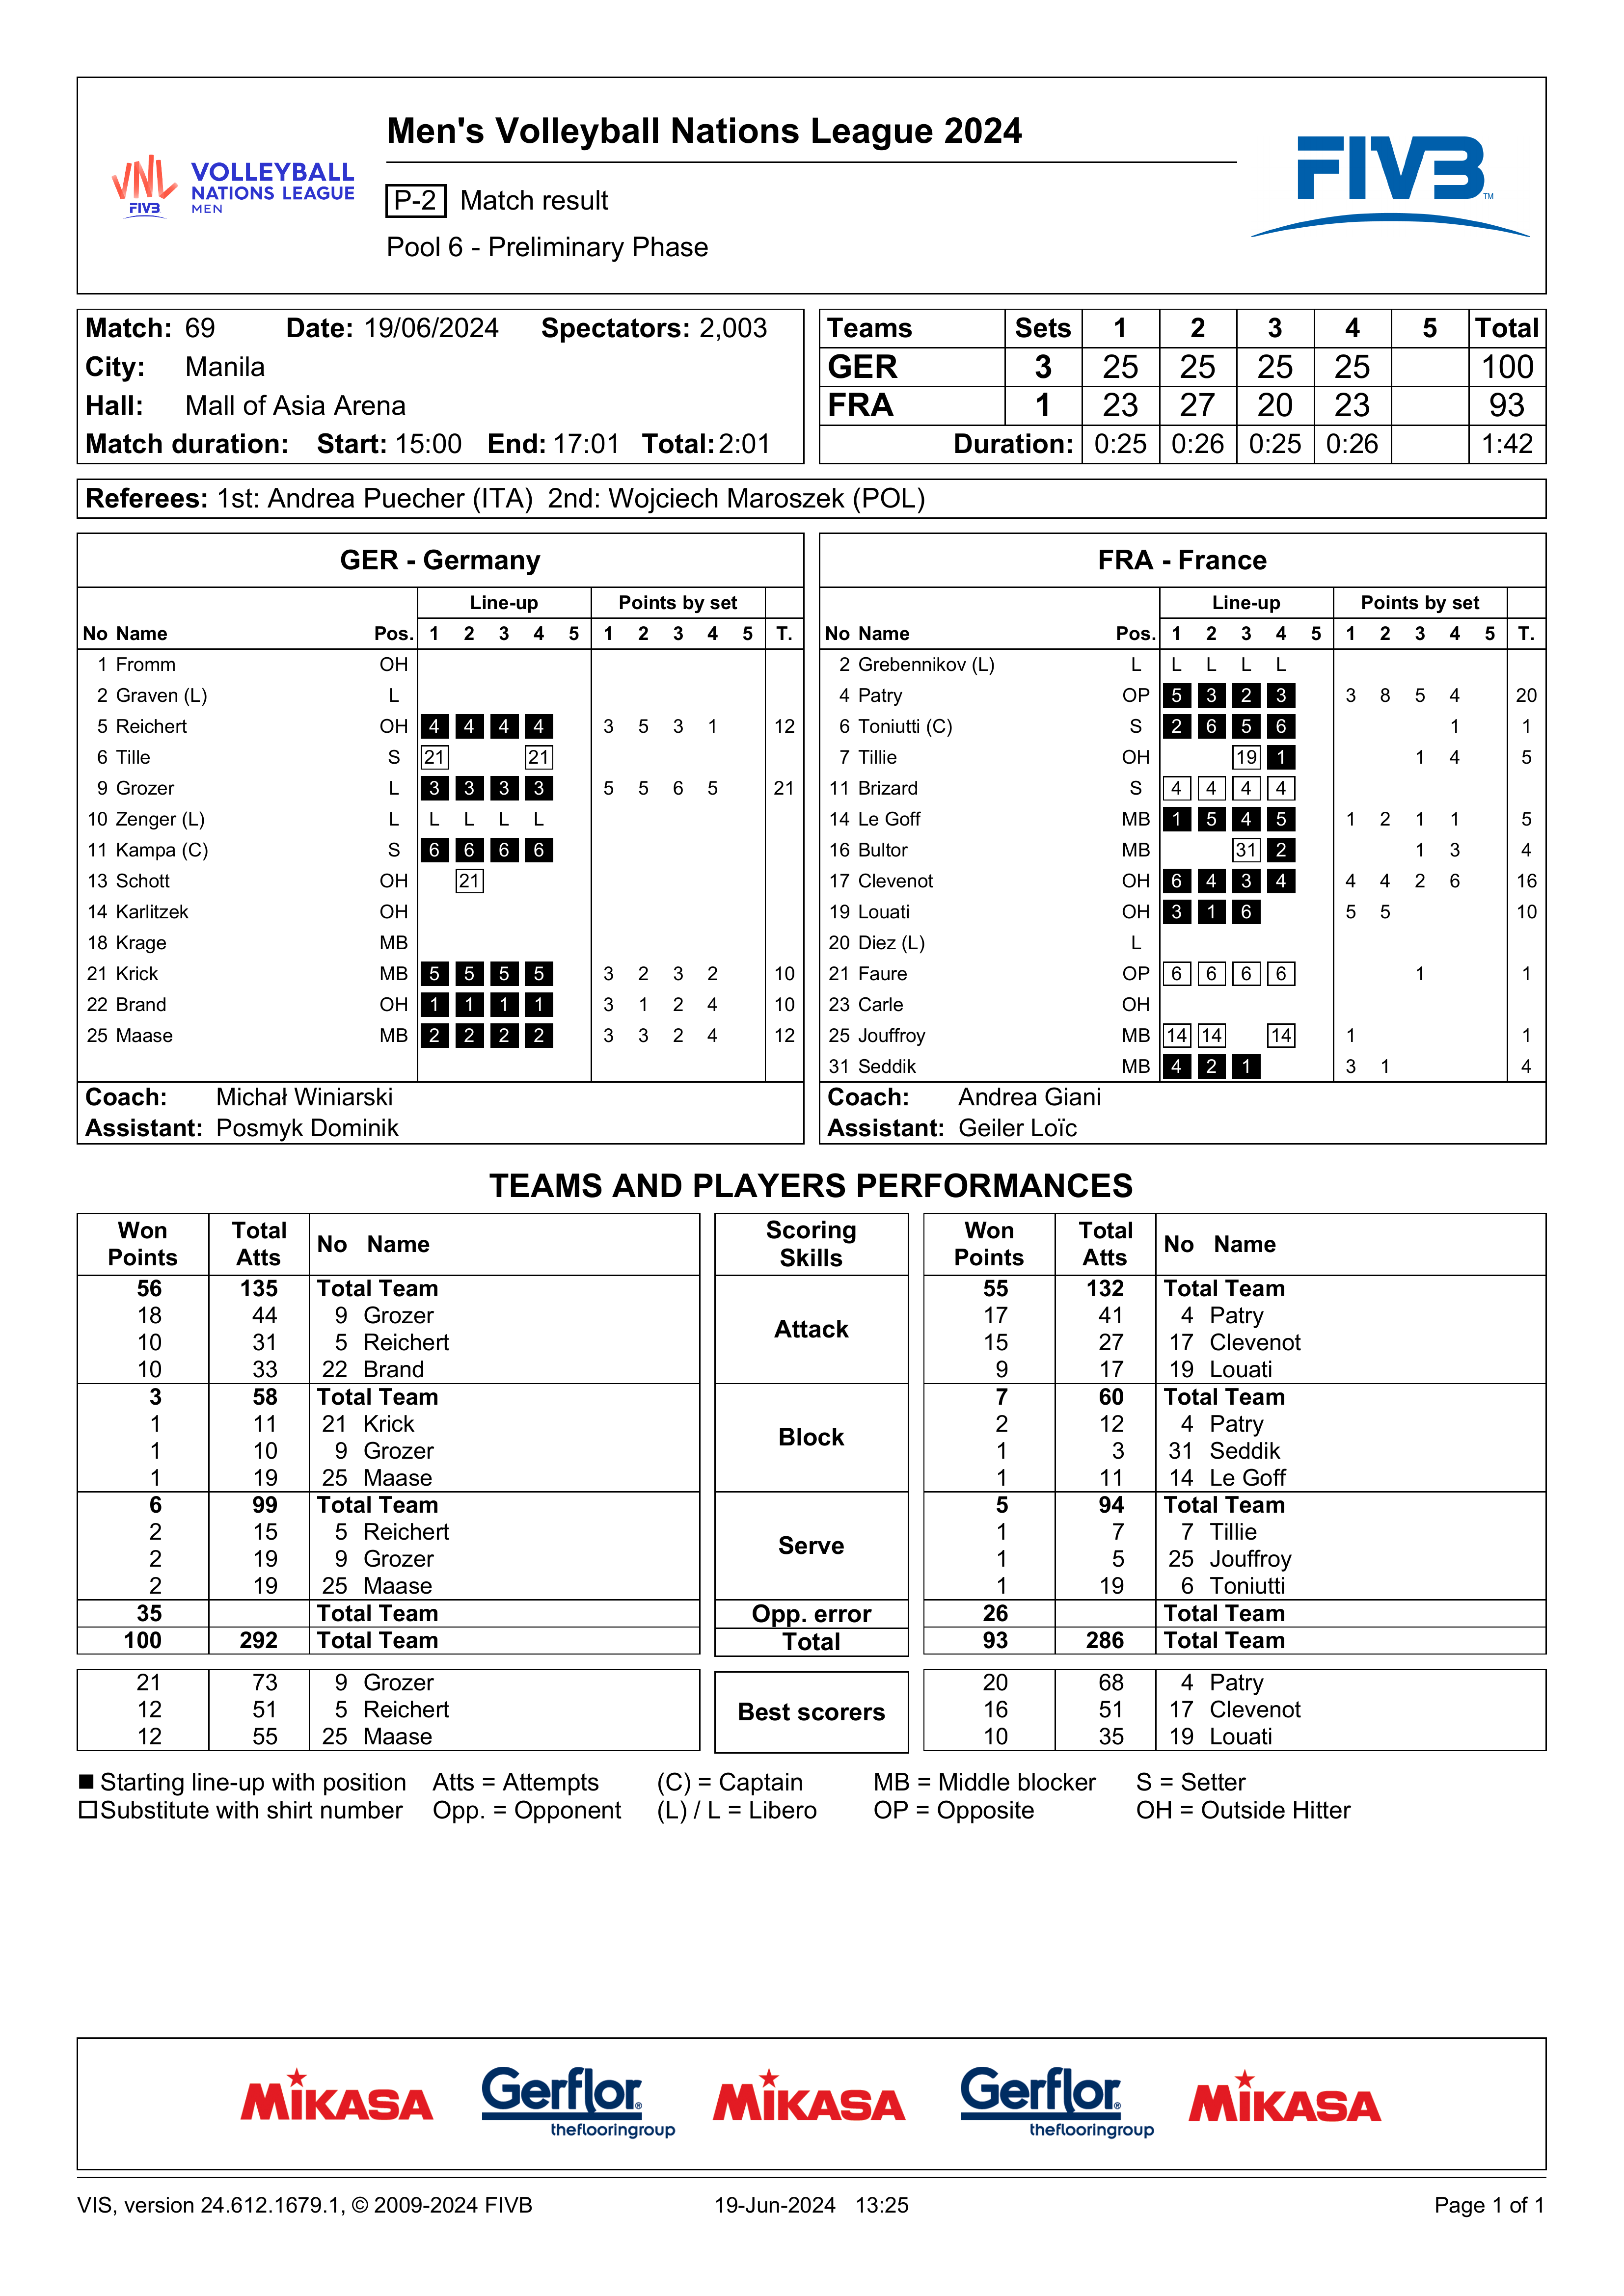 Men's Volleyball Nations League 2024
VNL FIVB
VOLLEYBALL
NATIONS LEAGUE
MEN
P-2 Match result
Pool 6 - Preliminary Phase
FIVB TM
Match: 69 Date: 19/06/2024 Spectators: 2,003
City: Manila
Hall: Mall of Asia Arena
Match duration: Start: 15:00 End: 17:01 Total: 2:01
Teams Sets 1 2 3 4 5 Total
GER 3 25 25 25 25 100
FRA 1 23 27 20 23 93
Duration: 0:25 0:26 0:25 0:26 1:42
Referees: 1st: Andrea Puecher (ITA) 2nd: Wojciech Maroszek (POL)
GER - Germany
Line-up Points by set
No Name Pos. 1 2 3 4 5 1 2 3 4 5 T.
1 Fromm OH
2 Graven (L) L
5 Reichert OH 4 4 4 4 3 5 3 1 12
6 Tille S 21 21
9 Grozer L 3 3 3 3 5 5 6 5 21
10 Zenger (L) L L L L L
11 Kampa (C) S 6 6 6 6
13 Schott OH 21
14 Karlitzek OH
18 Krage MB
21 Krick MB 5 5 5 5 3 2 3 2 10
22 Brand OH 1 1 1 1 3 1 2 4 10
25 Maase MB 2 2 2 2 3 3 2 4 12
Coach: Michał Winiarski
Assistant: Posmyk Dominik
FRA - France
Line-up Points by set
No Name Pos. 1 2 3 4 5 1 2 3 4 5 T.
2 Grebennikov (L) L L L L L
4 Patry OP 5 3 2 3 3 8 5 4 20
6 Toniutti (C) S 2 6 5 6 1 1
7 Tillie OH 19 1 1 4 5
11 Brizard S 4 4 4 4
14 Le Goff MB 1 5 4 5 1 2 1 1 5
16 Bultor MB 31 2 1 3 4
17 Clevenot OH 6 4 3 4 4 4 2 6 16
19 Louati OH 3 1 6 5 5 10
20 Diez (L) L
21 Faure OP 6 6 6 6 1 1
23 Carle OH
25 Jouffroy MB 14 14 14 1 1
31 Seddik MB 4 2 1 3 1 4
Coach: Andrea Giani
Assistant: Geiler Loïc
TEAMS AND PLAYERS PERFORMANCES
Won Points Total Atts No Name Scoring Skills Won Points Total Atts No Name
56 135 Total Team Attack 55 132 Total Team
18 44 9 Grozer 17 41 4 Patry
10 31 5 Reichert 15 27 17 Clevenot
10 33 22 Brand 9 17 19 Louati
3 58 Total Team Block 7 60 Total Team
1 11 21 Krick 2 12 4 Patry
1 10 9 Grozer 1 3 31 Seddik
1 19 25 Maase 1 11 14 Le Goff
6 99 Total Team Serve 5 94 Total Team
2 15 5 Reichert 1 7 7 Tillie
2 19 9 Grozer 1 5 25 Jouffroy
2 19 25 Maase 1 19 6 Toniutti
35 Total Team Opp. error 26 Total Team
100 292 Total Team Total 93 286 Total Team
21 73 9 Grozer Best scorers 20 68 4 Patry
12 51 5 Reichert 16 51 17 Clevenot
12 55 25 Maase 10 35 19 Louati
Starting line-up with position Atts = Attempts (C) = Captain MB = Middle blocker S = Setter
Substitute with shirt number Opp. = Opponent (L) / L = Libero OP = Opposite OH = Outside Hitter
MiKASA Gerflor® theflooringgroup MiKASA Gerflor® theflooringgroup MiKASA
VIS, version 24.612.1679.1, © 2009-2024 FIVB 19-Jun-2024 13:25 Page 1 of 1